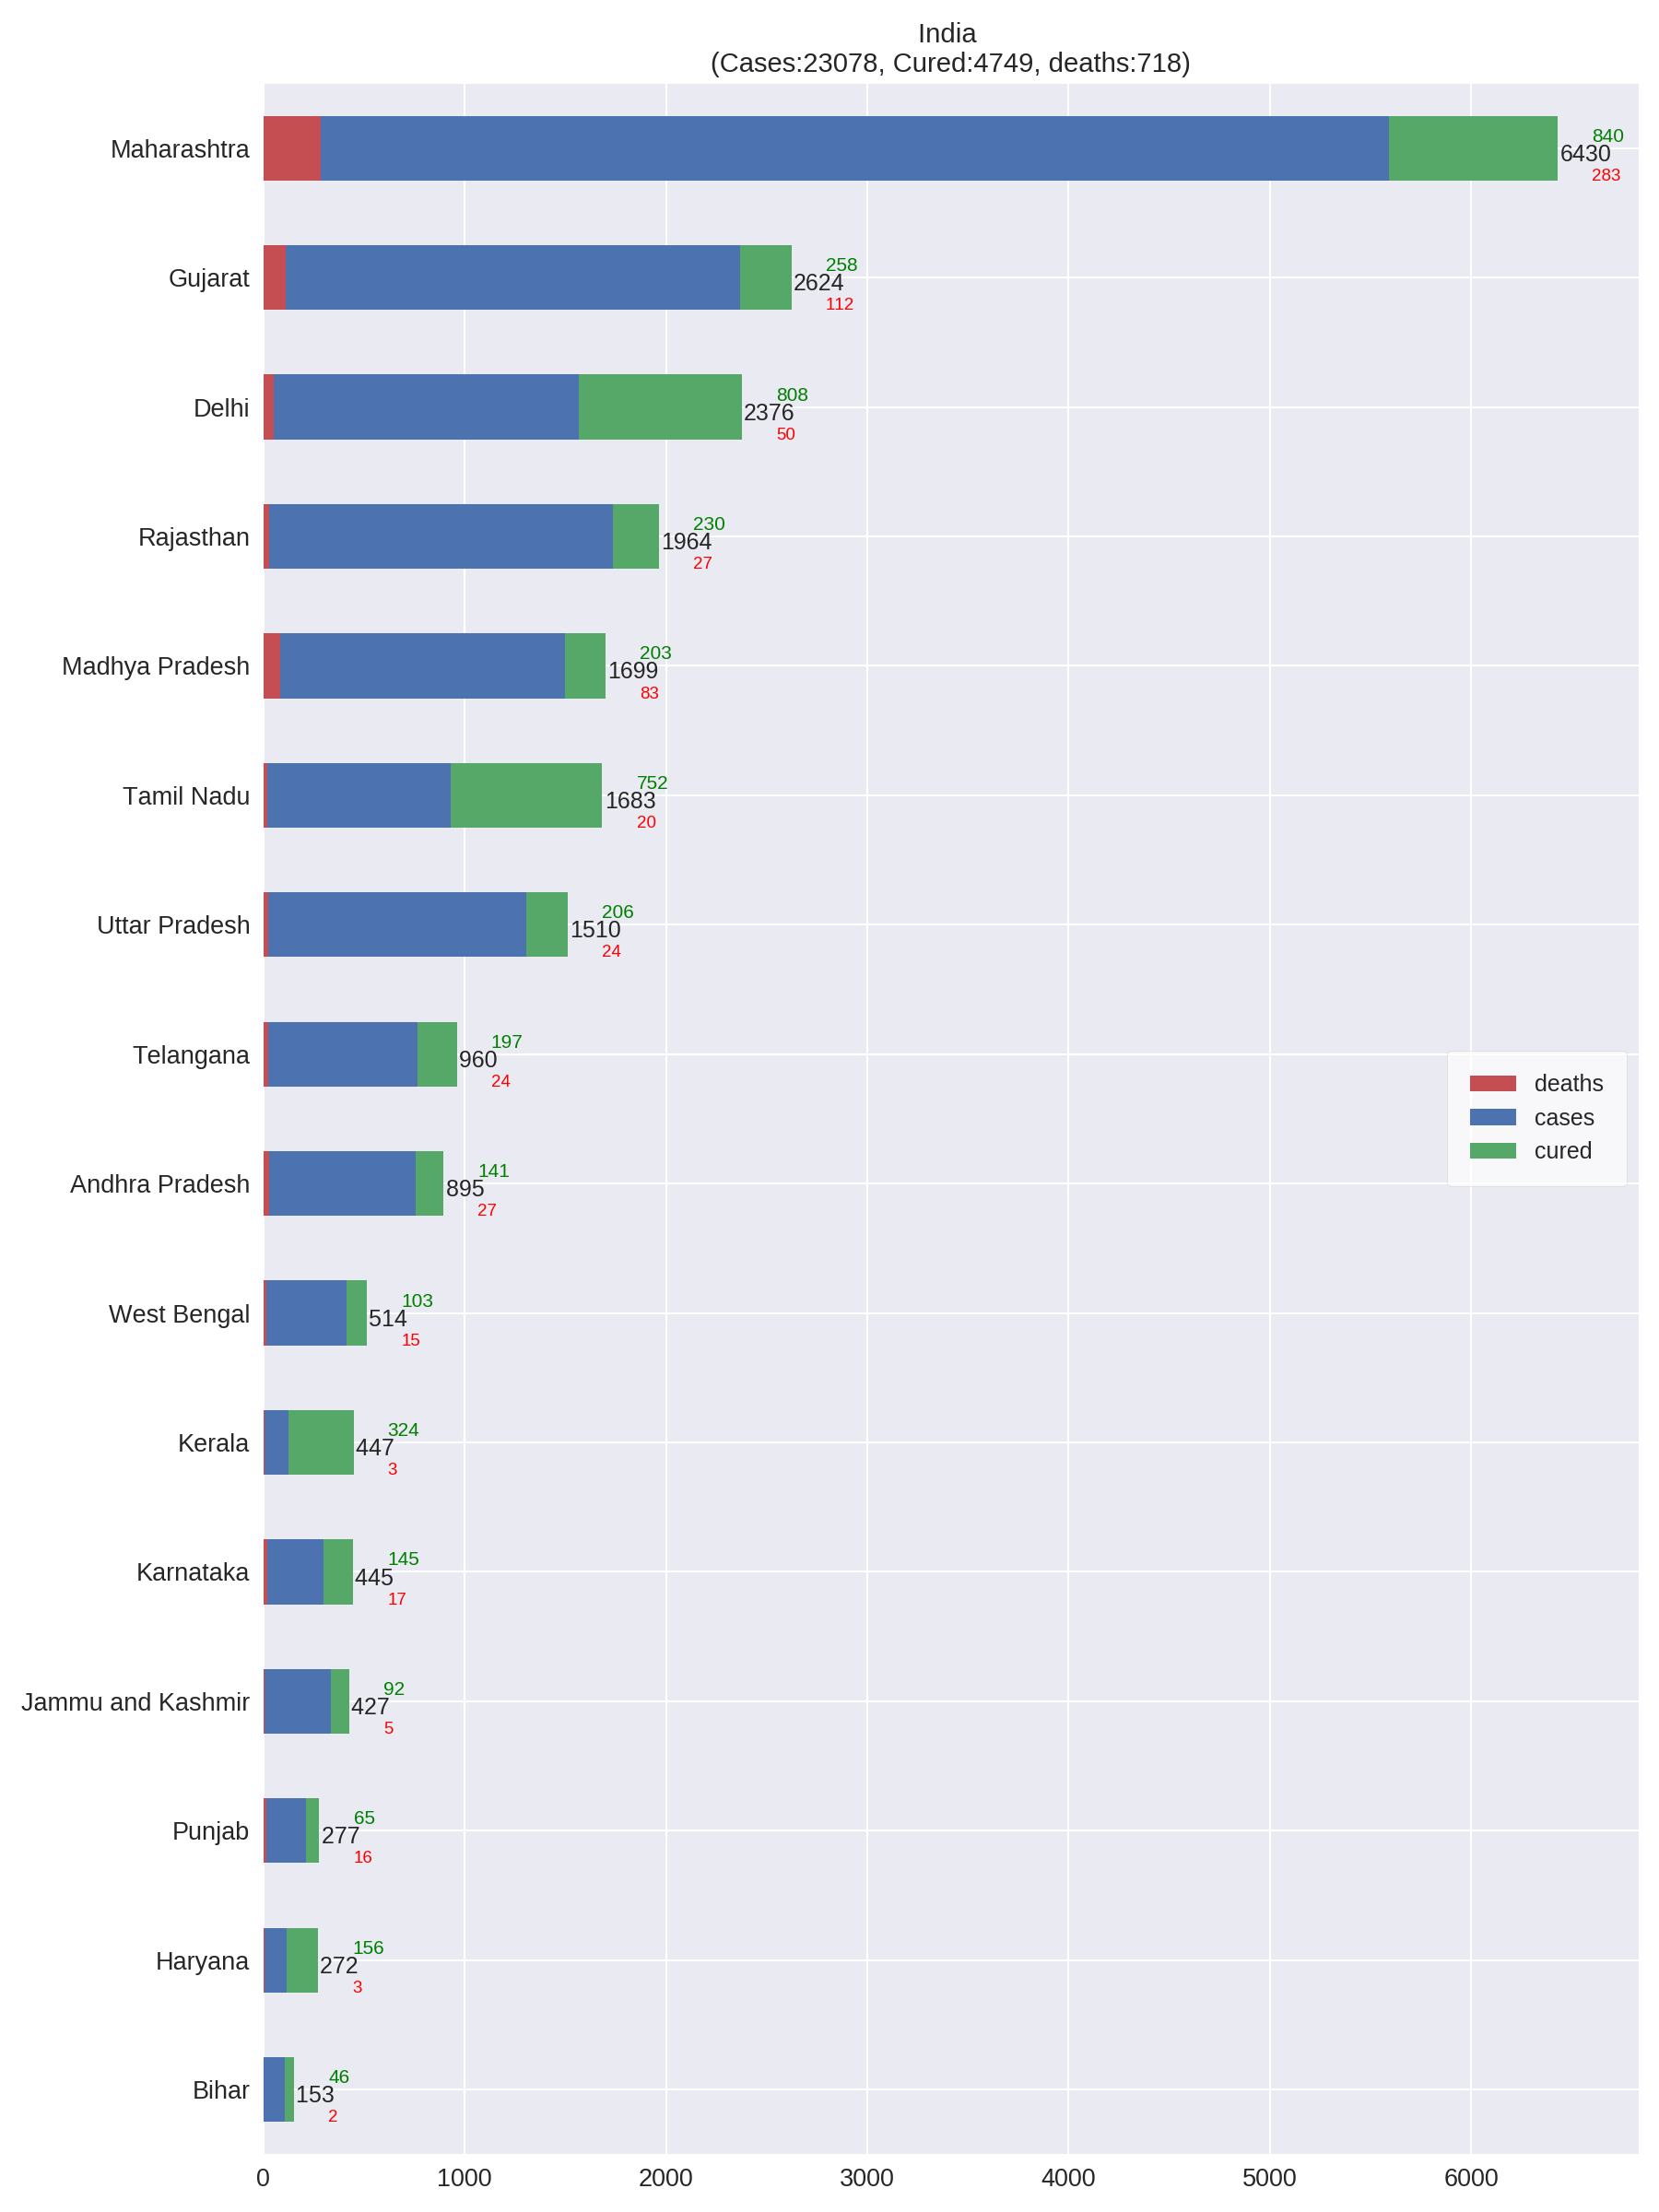 India
(Cases:23078, Cured:4749, deaths:718)
Maharashtra
840
6430
283
Gujarat
258
2624
112
Delhi
808
2376
50
Rajasthan
230
1964
27
Madhya Pradesh
203
1699
83
Tamil Nadu
752
1683
20
Uttar Pradesh
206
1510
24
Telangana
197
960
24
Andhra Pradesh
141
895
27
West Bengal
103
514
15
Kerala
324
447
3
Karnataka
145
445
17
Jammu and Kashmir
92
427
5
Punjab
65
277
16
Haryana
156
272
3
Bihar
46
153
2
deaths
cases
cured
0 1000 2000 3000 4000 5000 6000